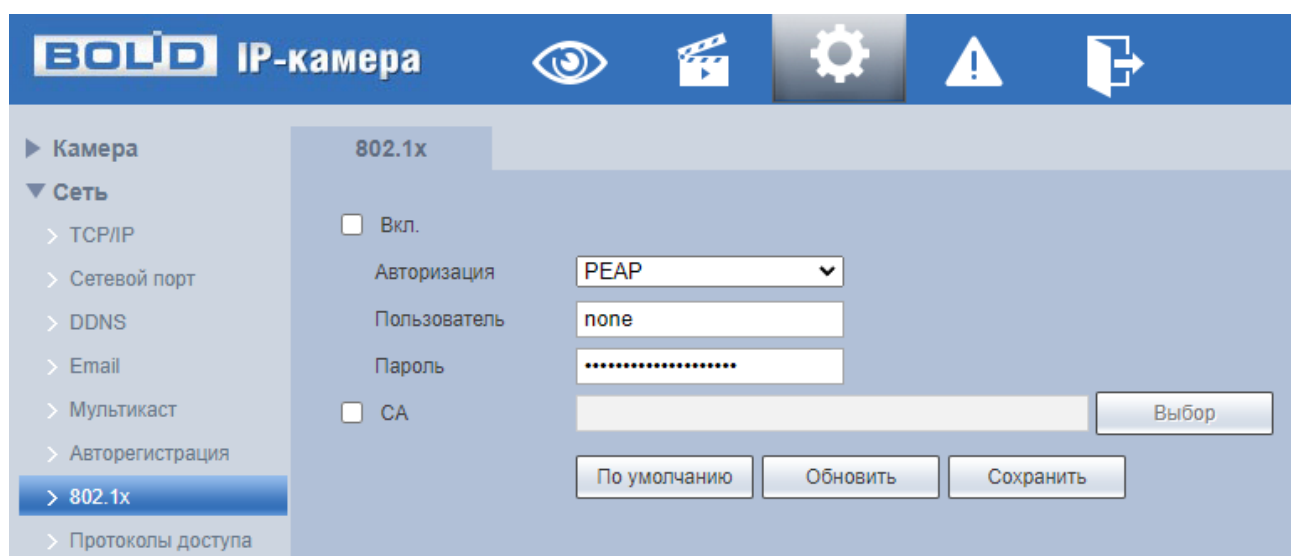 BOLID IP-камера
Камера
802.1x
Сеть
TCP/IP
Вкл.
Сетевой порт
Авторизация PEAP
DDNS
Пользователь none
Email
Пароль ••••••••••••••••••••
Мультикаст
CA Выбор
Авторегистрация
По умолчанию Обновить Сохранить
802.1x
Протоколы доступа